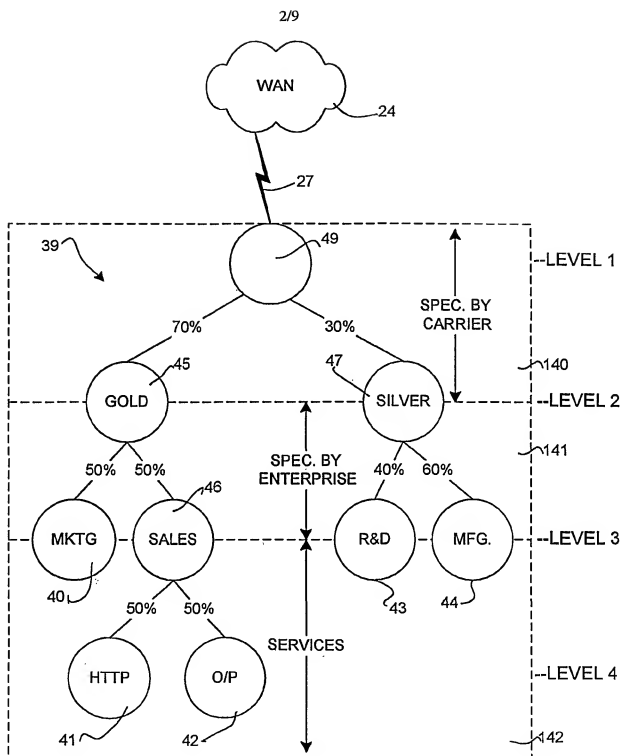 2/9
WAN
24
27
39
49
--LEVEL 1
SPEC. BY
CARRIER
70%
30%
140
45
47
GOLD
SILVER
--LEVEL 2
141
50%
50%
SPEC. BY
ENTERPRISE
40%
60%
46
MKTG
SALES
R&D
MFG.
--LEVEL 3
40
43
44
50%
50%
SERVICES
HTTP
O/P
--LEVEL 4
41
42
142